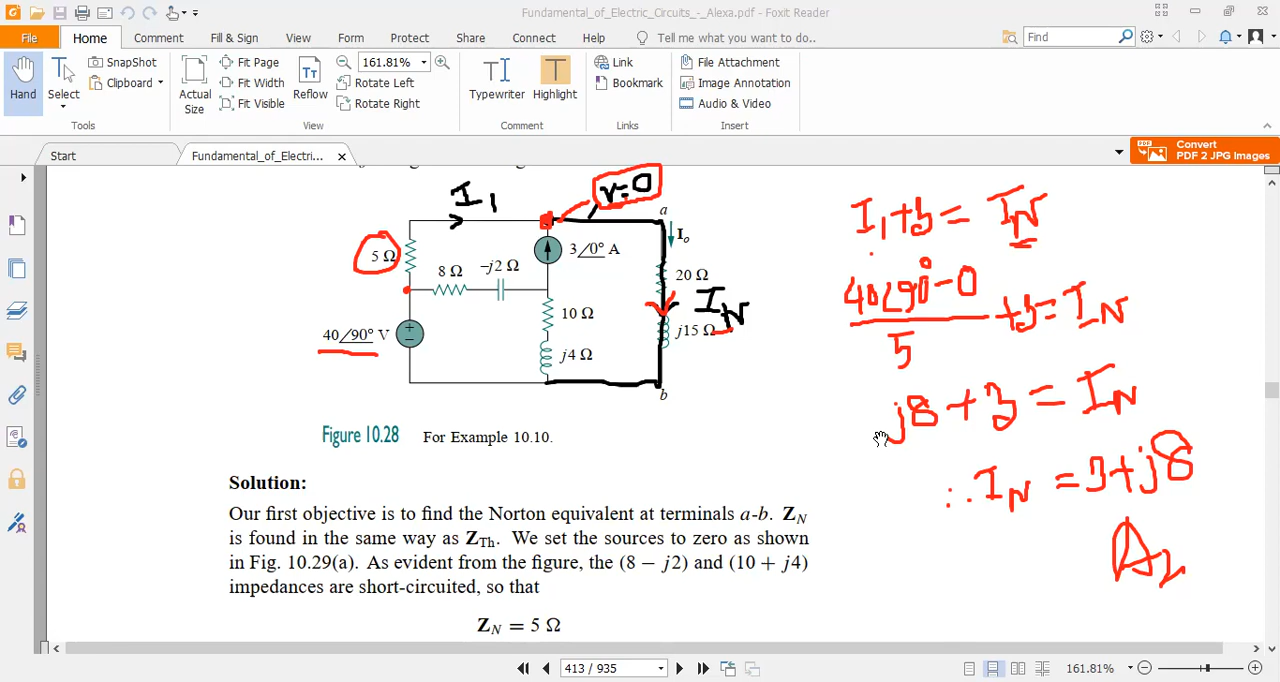 Fundamental_of_Electric_Circuits_-_Alexa.pdf - Foxit Reader
File Home Comment Fill & Sign View Form Protect Share Connect Help Tell me what you want to do.. Find
Hand
Select
SnapShot
Clipboard
Actual Size
Fit Page
Fit Width
Fit Visible
Reflow
161.81%
Rotate Left
Rotate Right
Typewriter
Highlight
Link
Bookmark
File Attachment
Image Annotation
Audio & Video
Tools View Comment Links Insert
Start
Fundamental_of_Electri...
Convert
PDF 2 JPG Images
I1
v=0
a
5 Ω
8 Ω
-j2 Ω
3∠0° A
Io
20 Ω
IN
40∠90° V
10 Ω
j4 Ω
j15 Ω
b
I1+3 = IN
40∠90° - 0 / 5 + 3 = IN
j8 + 3 = IN
∴ IN = 3+j8
A
Figure 10.28 For Example 10.10.
Solution:
Our first objective is to find the Norton equivalent at terminals a-b. ZN
is found in the same way as ZTh. We set the sources to zero as shown
in Fig. 10.29(a). As evident from the figure, the (8 − j2) and (10 + j4)
impedances are short-circuited, so that
ZN = 5 Ω
413 / 935
161.81%